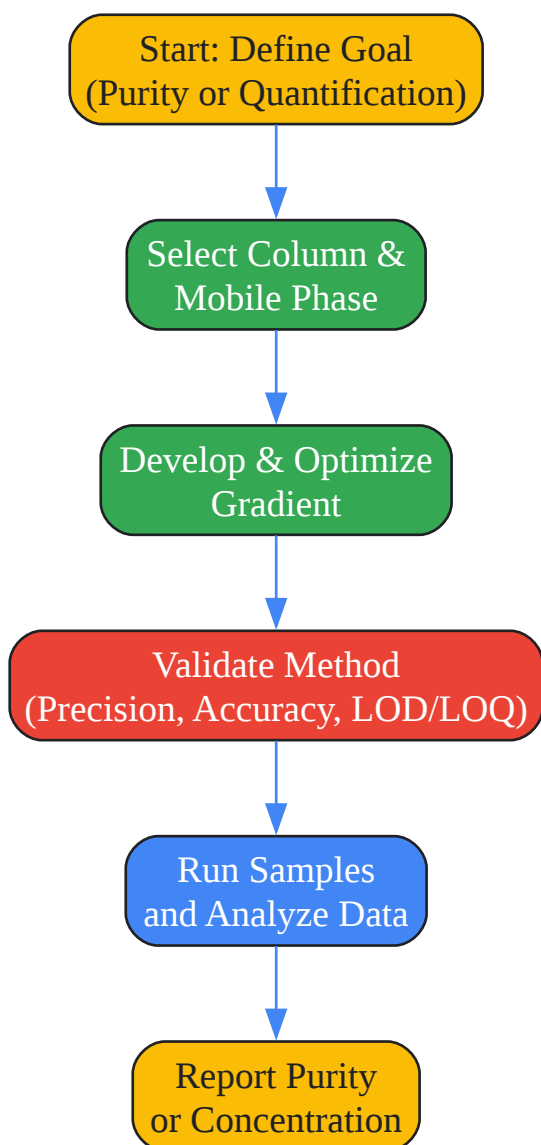 Start: Define Goal
(Purity or Quantification)
Select Column &
Mobile Phase
Develop & Optimize
Gradient
Validate Method
(Precision, Accuracy, LOD/LOQ)
Run Samples
and Analyze Data
Report Purity
or Concentration